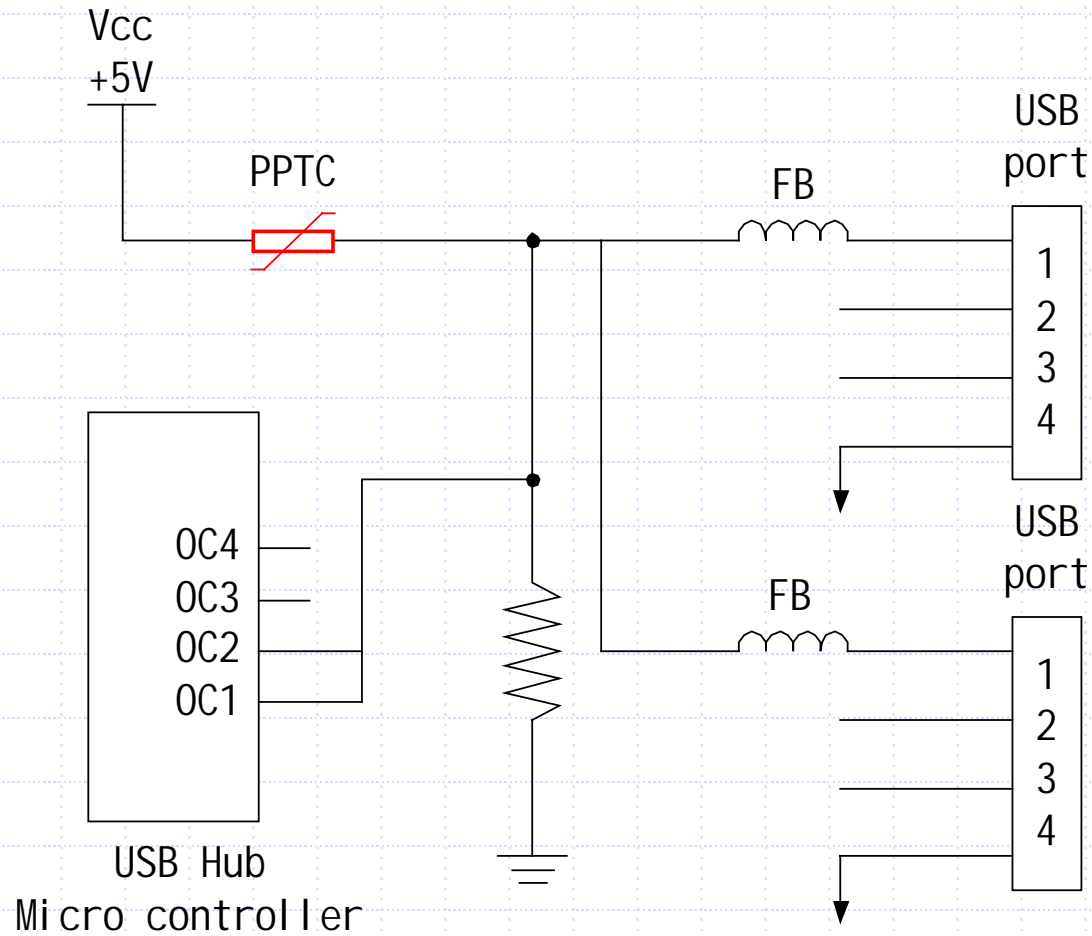 Vcc
+5V
PPTC
FB
USB
port
1
2
3
4
OC4
OC3
OC2
OC1
USB Hub
Micro controller
FB
USB
port
1
2
3
4